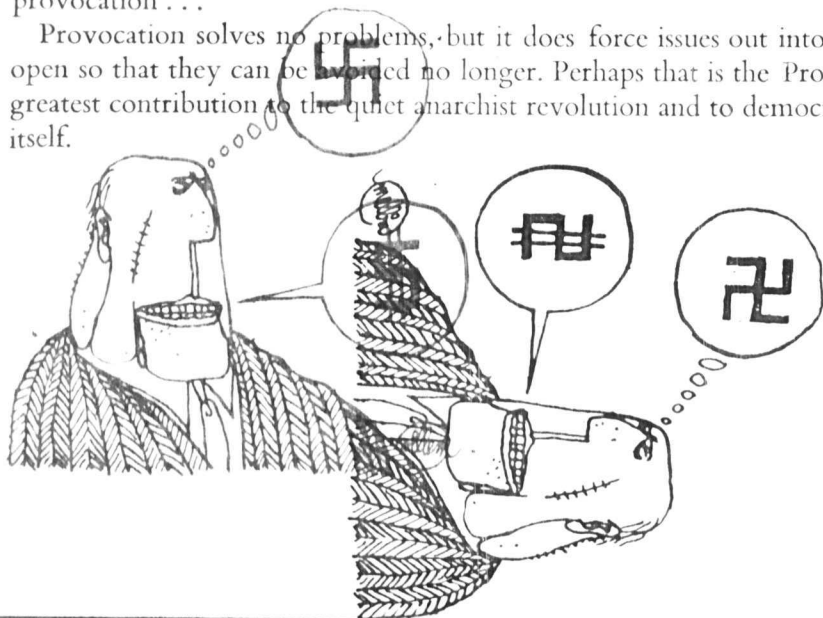 provocation . . .
Provocation solves no problems, but it does force issues out into
open so that they can be avoided no longer. Perhaps that is the Pro
greatest contribution to the quiet anarchist revolution and to democ
itself.